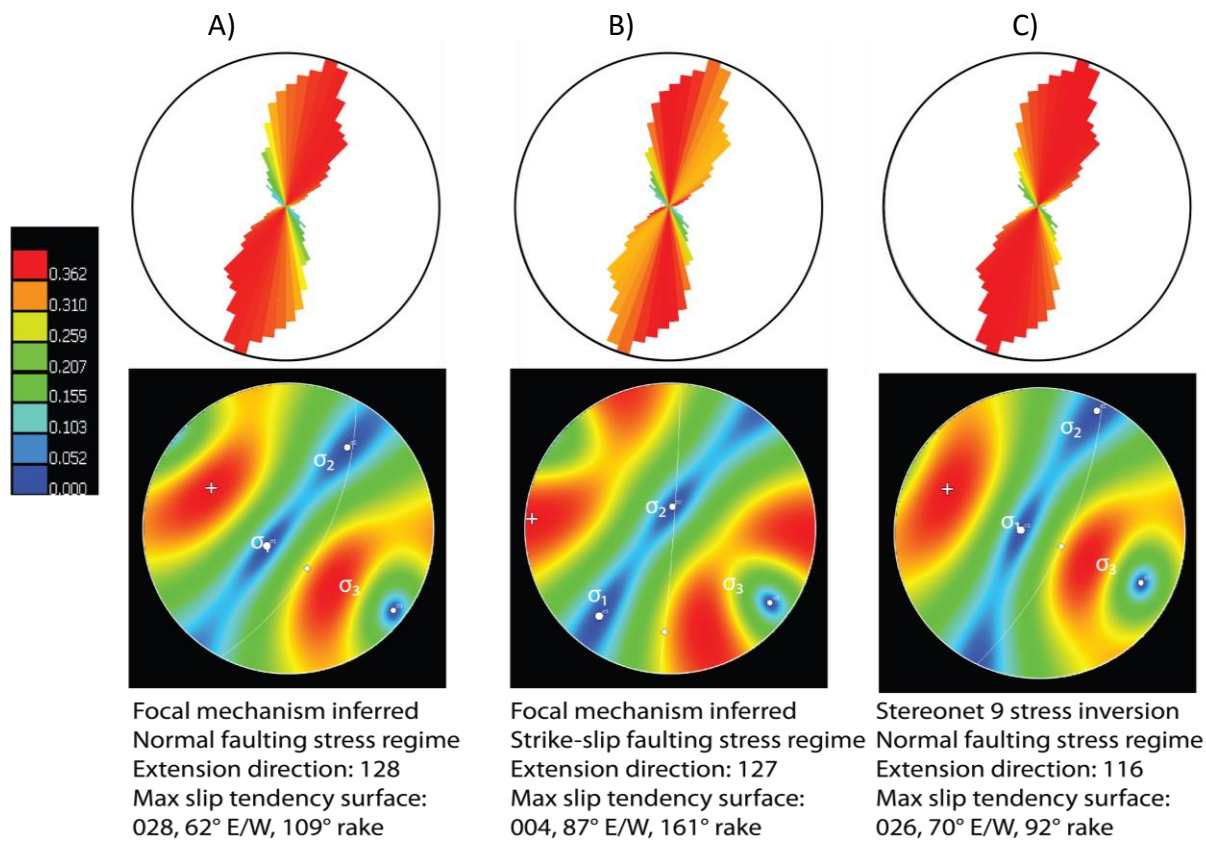 A)
B)
C)
0.362
0.310
0.259
0.207
0.155
0.103
0.052
0.000
σ2
σ1
σ3
σ2
σ1
σ3
σ2
σ1
σ3
Focal mechanism inferred
Normal faulting stress regime
Extension direction: 128
Max slip tendency surface:
028, 62° E/W, 109° rake
Focal mechanism inferred
Strike-slip faulting stress regime
Extension direction: 127
Max slip tendency surface:
004, 87° E/W, 161° rake
Stereonet 9 stress inversion
Normal faulting stress regime
Extension direction: 116
Max slip tendency surface:
026, 70° E/W, 92° rake